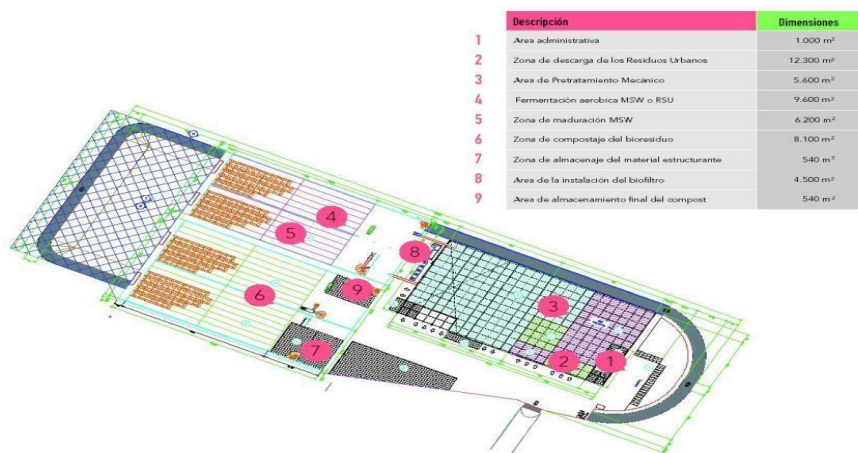 Descripción Dimensiones
1 Area administrativa 1.000 m²
2 Zona de descarga de los Residuos Urbanos 12.300 m²
3 Area de Pretratamiento Mecánico 5.600 m²
4 Fermentación aerobica MSW o RSU 9.600 m²
5 Zona de maduración MSW 6.200 m²
6 Zona de compostaje del bioresiduo 8.100 m²
7 Zona de almacenaje del material estructurante 540 m²
8 Area de la instalación del biofiltro 4.500 m²
9 Area de almacenamiento final del compost 540 m²
4
5
8
9
6
3
7
2
1